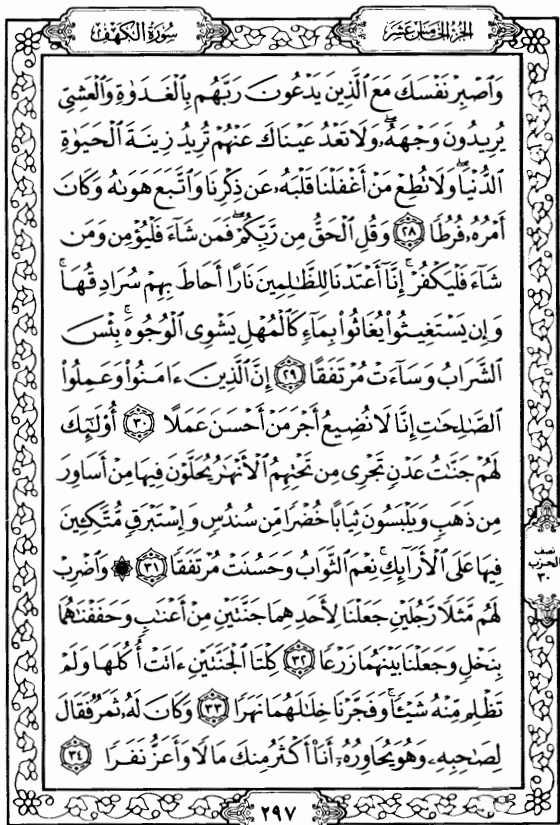 الجزء الخامس عشر
سورة الكهف
وَٱصۡبِرۡ نَفۡسَكَ مَعَ ٱلَّذِينَ يَدۡعُونَ رَبَّهُم بِٱلۡغَدَوٰةِ وَٱلۡعَشِيِّ
يُرِيدُونَ وَجۡهَهُۥۖ وَلَا تَعۡدُ عَيۡنَاكَ عَنۡهُمۡ تُرِيدُ زِينَةَ ٱلۡحَيَوٰةِ
ٱلدُّنۡيَاۖ وَلَا تُطِعۡ مَنۡ أَغۡفَلۡنَا قَلۡبَهُۥ عَن ذِكۡرِنَا وَٱتَّبَعَ هَوَىٰهُ وَكَانَ
أَمۡرُهُۥ فُرُطٗا ٢٨ وَقُلِ ٱلۡحَقُّ مِن رَّبِّكُمۡۖ فَمَن شَآءَ فَلۡيُؤۡمِن وَمَن
شَآءَ فَلۡيَكۡفُرۡۚ إِنَّآ أَعۡتَدۡنَا لِلظَّٰلِمِينَ نَارًا أَحَاطَ بِهِمۡ سُرَادِقُهَاۚ
وَإِن يَسۡتَغِيثُواْ يُغَاثُواْ بِمَآءٖ كَٱلۡمُهۡلِ يَشۡوِي ٱلۡوُجُوهَۚ بِئۡسَ
ٱلشَّرَابُ وَسَآءَتۡ مُرۡتَفَقًا ٢٩ إِنَّ ٱلَّذِينَ ءَامَنُواْ وَعَمِلُواْ
ٱلصَّٰلِحَٰتِ إِنَّا لَا نُضِيعُ أَجۡرَ مَنۡ أَحۡسَنَ عَمَلًا ٣٠ أُوْلَٰٓئِكَ
لَهُمۡ جَنَّٰتُ عَدۡنٖ تَجۡرِي مِن تَحۡتِهِمُ ٱلۡأَنۡهَٰرُ يُحَلَّوۡنَ فِيهَا مِنۡ أَسَاوِرَ
مِن ذَهَبٖ وَيَلۡبَسُونَ ثِيَابًا خُضۡرٗا مِّن سُندُسٖ وَإِسۡتَبۡرَقٖ مُّتَّكِـِٔينَ
فِيهَا عَلَى ٱلۡأَرَآئِكِۚ نِعۡمَ ٱلثَّوَابُ وَحَسُنَتۡ مُرۡتَفَقٗا ٣١ ۞ وَٱضۡرِبۡ
لَهُم مَّثَلٗا رَّجُلَيۡنِ جَعَلۡنَا لِأَحَدِهِمَا جَنَّتَيۡنِ مِنۡ أَعۡنَٰبٖ وَحَفَفۡنَٰهُمَا
بِنَخۡلٖ وَجَعَلۡنَا بَيۡنَهُمَا زَرۡعٗا ٣٢ كِلۡتَا ٱلۡجَنَّتَيۡنِ ءَاتَتۡ أُكُلَهَا وَلَمۡ
تَظۡلِم مِّنۡهُ شَيۡـٔٗاۚ وَفَجَّرۡنَا خِلَٰلَهُمَا نَهَرٗا ٣٣ وَكَانَ لَهُۥ ثَمَرٞ فَقَالَ
لِصَٰحِبِهِۦ وَهُوَ يُحَاوِرُهُۥٓ أَنَا۠ أَكۡثَرُ مِنكَ مَالٗا وَأَعَزُّ نَفَرٗا ٣٤
نصف
الحزب
٣٠
٢٩٧